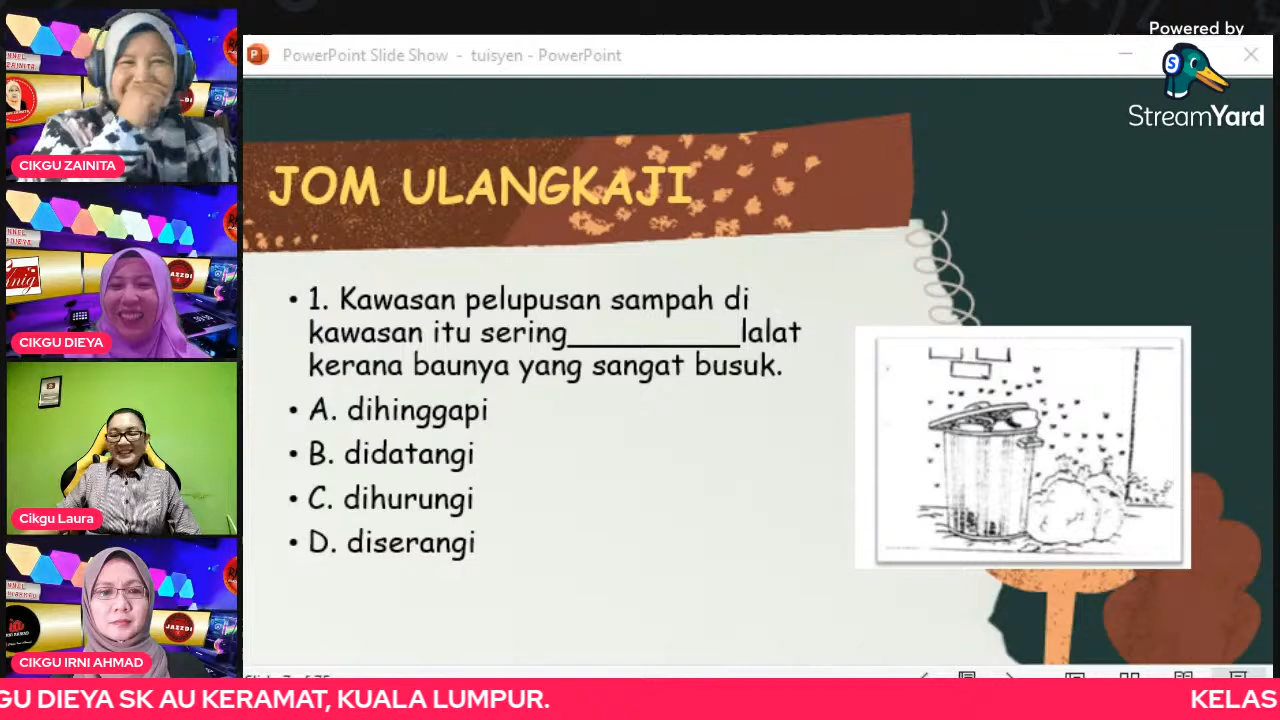 Powered by
StreamYard
PowerPoint Slide Show - tuisyen - PowerPoint
JOM ULANGKAJI
• 1. Kawasan pelupusan sampah di
kawasan itu sering__________lalat
kerana baunya yang sangat busuk.
• A. dihinggapi
• B. didatangi
• C. dihurungi
• D. diserangi
CIKGU ZAINITA
CIKGU DIEYA
Cikgu Laura
CIKGU IRNI AHMAD
JAZZDI
GU DIEYA SK AU KERAMAT, KUALA LUMPUR.
KELAS